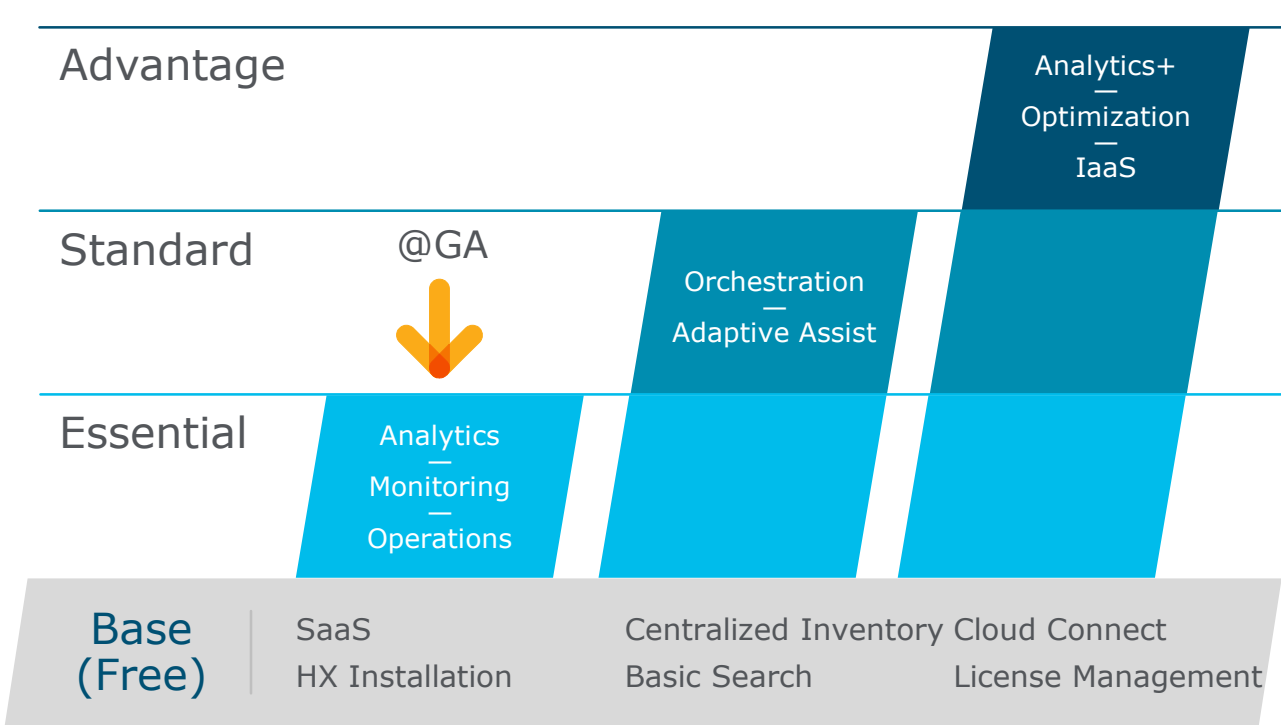 Advantage
Analytics+
—
Optimization
—
IaaS
Standard
@GA
Orchestration
—
Adaptive Assist
Essential
Analytics
—
Monitoring
—
Operations
Base
(Free)
SaaS
Centralized Inventory
Cloud Connect
HX Installation
Basic Search
License Management